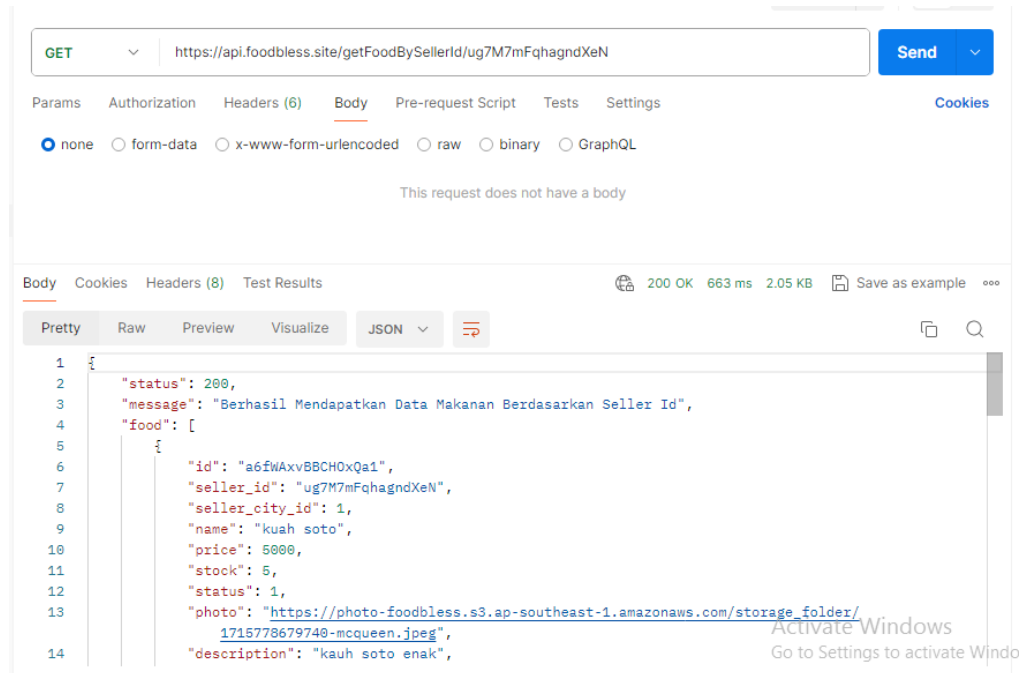 GET https://api.foodbless.site/getFoodBySellerId/ug7M7mFqhagndXeN Send
Params Authorization Headers (6) Body Pre-request Script Tests Settings Cookies
none form-data x-www-form-urlencoded raw binary GraphQL
This request does not have a body
Body Cookies Headers (8) Test Results 200 OK 663 ms 2.05 KB Save as example
Pretty Raw Preview Visualize JSON
1 {
2 "status": 200,
3 "message": "Berhasil Mendapatkan Data Makanan Berdasarkan Seller Id",
4 "food": [
5 {
6 "id": "a6fWAxvBBCHOxQa1",
7 "seller_id": "ug7M7mFqhagndXeN",
8 "seller_city_id": 1,
9 "name": "kuah soto",
10 "price": 5000,
11 "stock": 5,
12 "status": 1,
13 "photo": "https://photo-foodbless.s3.ap-southeast-1.amazonaws.com/storage_folder/
1715778679740-mcqueen.jpeg",
14 "description": "kauh soto enak",
Activate Windows
Go to Settings to activate Windo